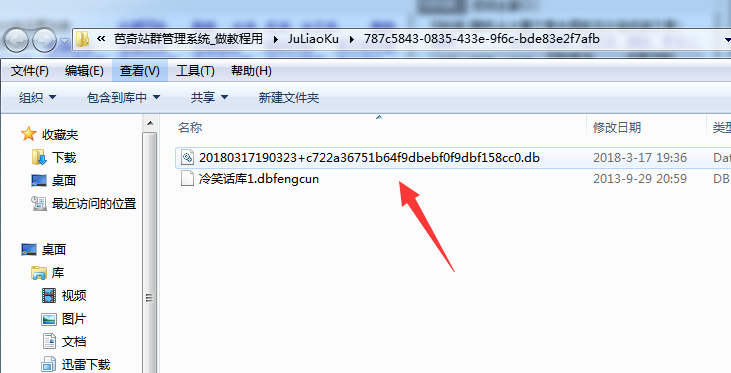 « 芭奇站群管理系统_做教程用 ▸ JuLiaoKu ▸ 787c5843-0835-433e-9f6c-bde83e2f7afb
文件(F) 编辑(E) 查看(V) 工具(T) 帮助(H)
组织 包含到库中 共享 新建文件夹
收藏夹
下载
桌面
最近访问的位置
桌面
库
视频
图片
文档
迅雷下载
名称 修改日期 类型
20180317190323+c722a36751b64f9dbebf0f9dbf158cc0.db 2018-3-17 19:36 Dat
冷笑话库1.dbfengcun 2013-9-29 20:59 DB